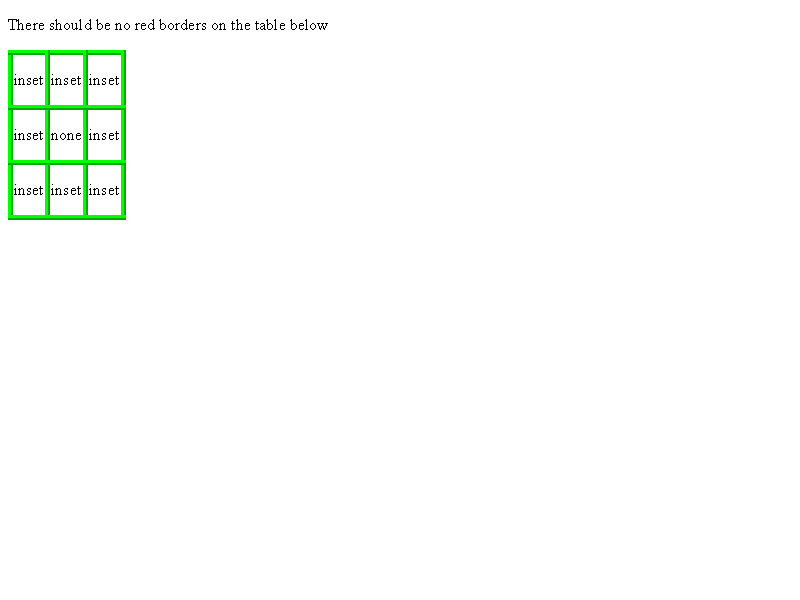 There should be no red borders on the table below
inset inset inset
inset none inset
inset inset inset